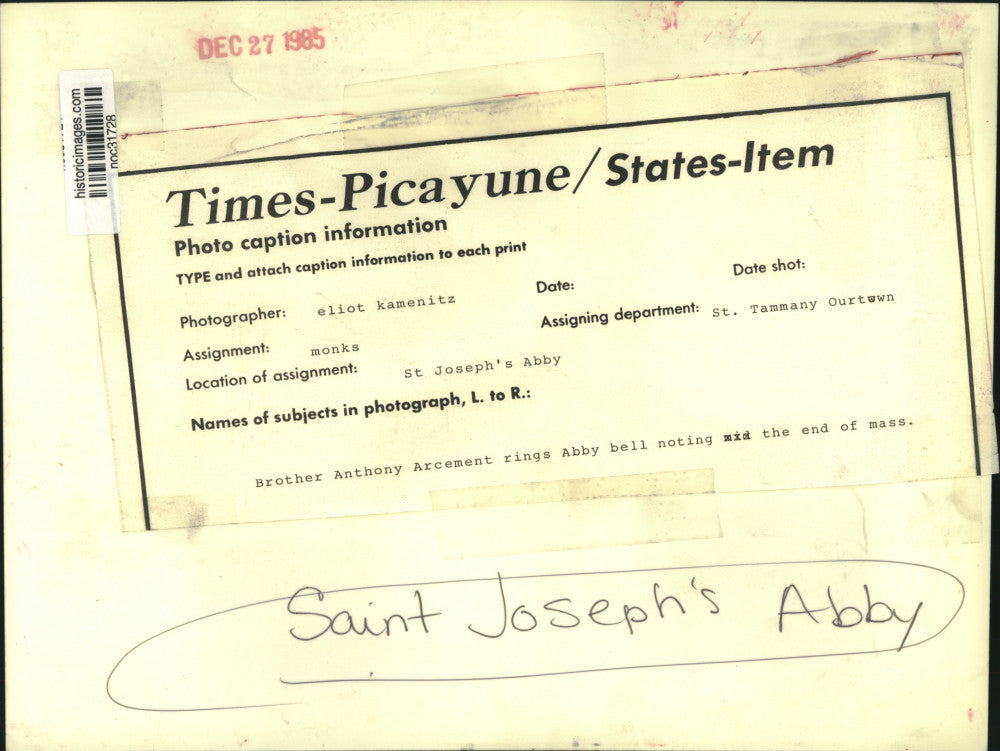 DEC 27 1985
historicimages.com
noc31728
Times-Picayune/States-Item
Photo caption information
TYPE and attach caption information to each print
Photographer: eliot kamenitz Date: Date shot:
Assignment: monks Assigning department: St. Tammany Ourtown
Location of assignment: St Joseph's Abby
Names of subjects in photograph, L. to R.:
Brother Anthony Arcement rings Abby bell noting the end of mass.
Saint Joseph's Abby